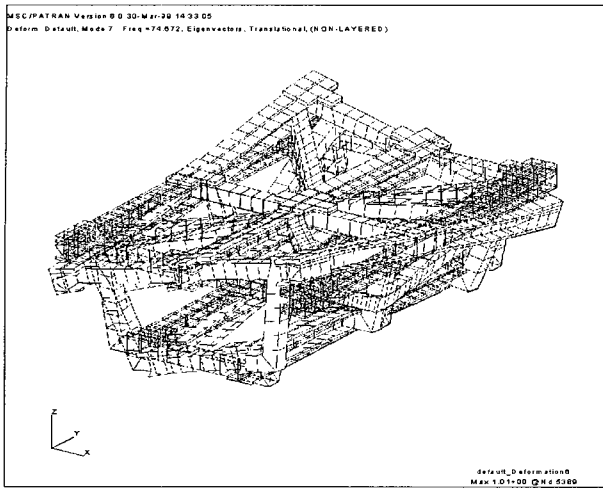 MSC/PATRAN Version 8.0 30-Mar-99 14:33:05
Deform: Default, Mode 7: Freq.=74.672, Eigenvectors, Translational, (NON-LAYERED)
Z
Y
X
default_Deformation6
Max 1.01+00 @Nd 5389